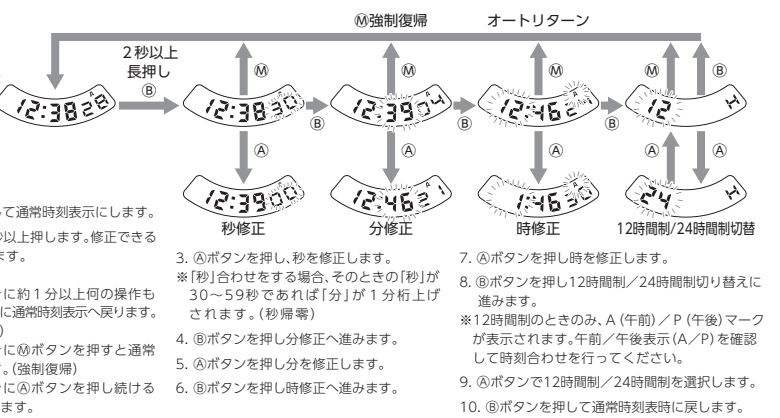 Ⓜ強制復帰 オートリターン
2秒以上
長押し
Ⓑ
Ⓜ Ⓜ Ⓜ Ⓜ Ⓑ
12:38 28 A
12:38 30 A
12:39 04 A
12:46 21 A
12 H
Ⓑ Ⓑ Ⓑ
Ⓐ Ⓐ Ⓐ Ⓐ Ⓐ
12:39 00 A
12:46 21 A
1:46 30 A
24 H
秒修正 分修正 時修正 12時間制/24時間制切替
て通常時刻表示にします。
以上押します。修正できる
ます。
に約1分以上何の操作も
に通常時刻表示へ戻ります。
)
にⓂボタンを押すと通常
。(強制復帰)
にⒶボタンを押し続ける
ます。
3. Ⓐボタンを押し、秒を修正します。
※「秒」合わせをする場合、そのときの「秒」が
30～59秒であれば「分」が1分桁上げ
されます。(秒帰零)
4. Ⓑボタンを押し分修正へ進みます。
5. Ⓐボタンを押し分を修正します。
6. Ⓑボタンを押し時修正へ進みます。
7. Ⓐボタンを押し時を修正します。
8. Ⓑボタンを押し12時間制／24時間制切り替えに
進みます。
※12時間制のときのみ、A(午前)／P(午後)マーク
が表示されます。午前／午後表示(A／P)を確認
して時刻合わせを行ってください。
9. Ⓐボタンで12時間制／24時間制を選択します。
10. Ⓑボタンを押して通常時刻表時に戻します。